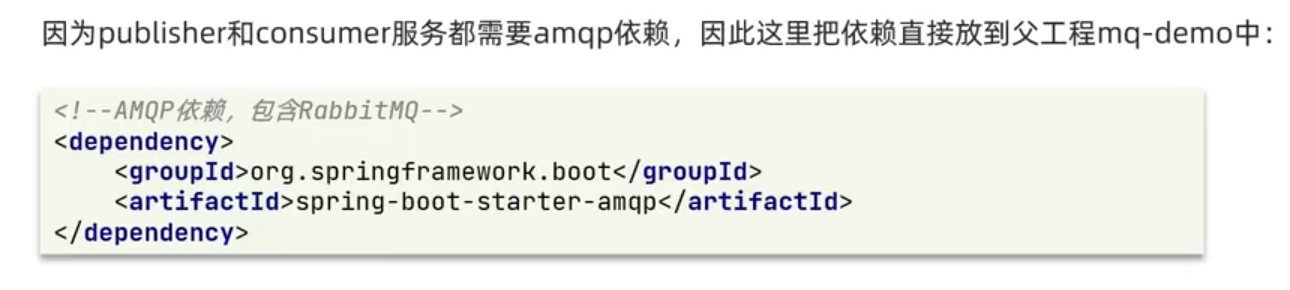 因为publisher和consumer服务都需要amqp依赖，因此这里把依赖直接放到父工程mq-demo中：
<!--AMQP依赖，包含RabbitMQ-->
<dependency>
    <groupId>org.springframework.boot</groupId>
    <artifactId>spring-boot-starter-amqp</artifactId>
</dependency>